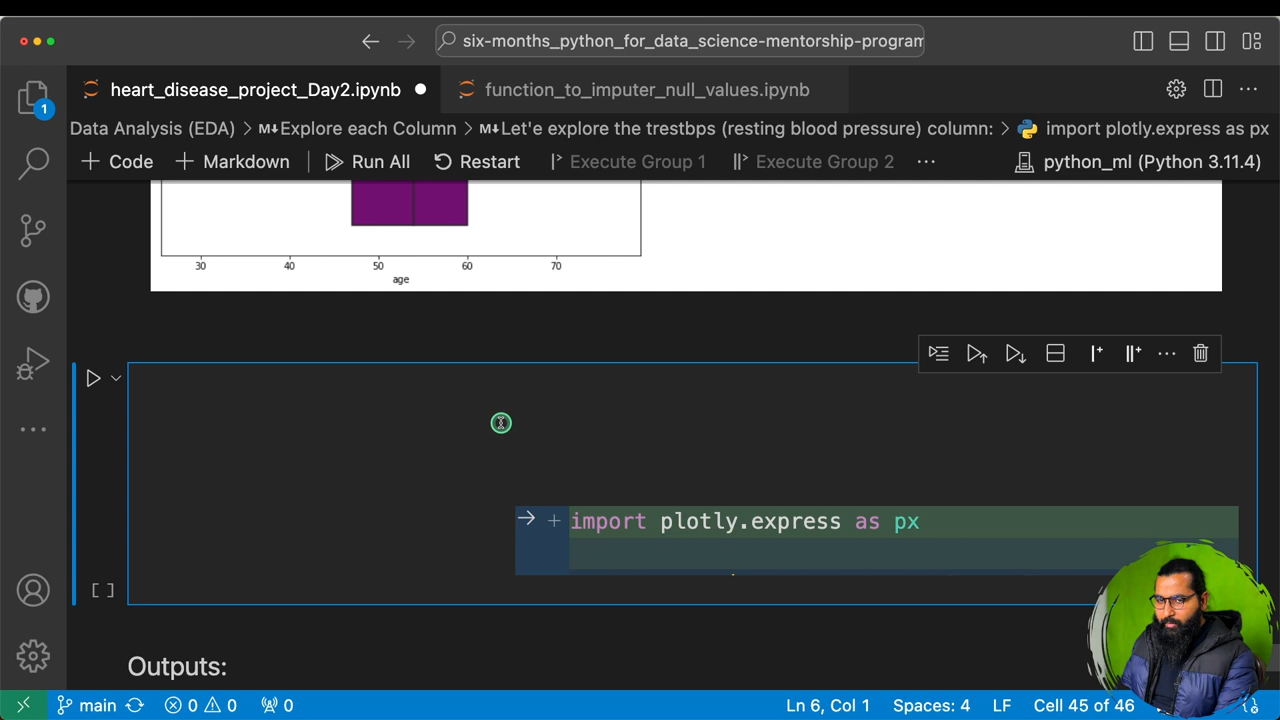 six-months_python_for_data_science-mentorship-program
heart_disease_project_Day2.ipynb
function_to_imputer_null_values.ipynb
Data Analysis (EDA) > M↓Explore each Column > M↓Let'e explore the trestbps (resting blood pressure) column: > import plotly.express as px
+ Code + Markdown Run All Restart Execute Group 1 Execute Group 2 ... python_ml (Python 3.11.4)
1
30 40 50 60 70
age
→ + import plotly.express as px
[ ]
Outputs:
main 0 0 0 Ln 6, Col 1 Spaces: 4 LF Cell 45 of 46